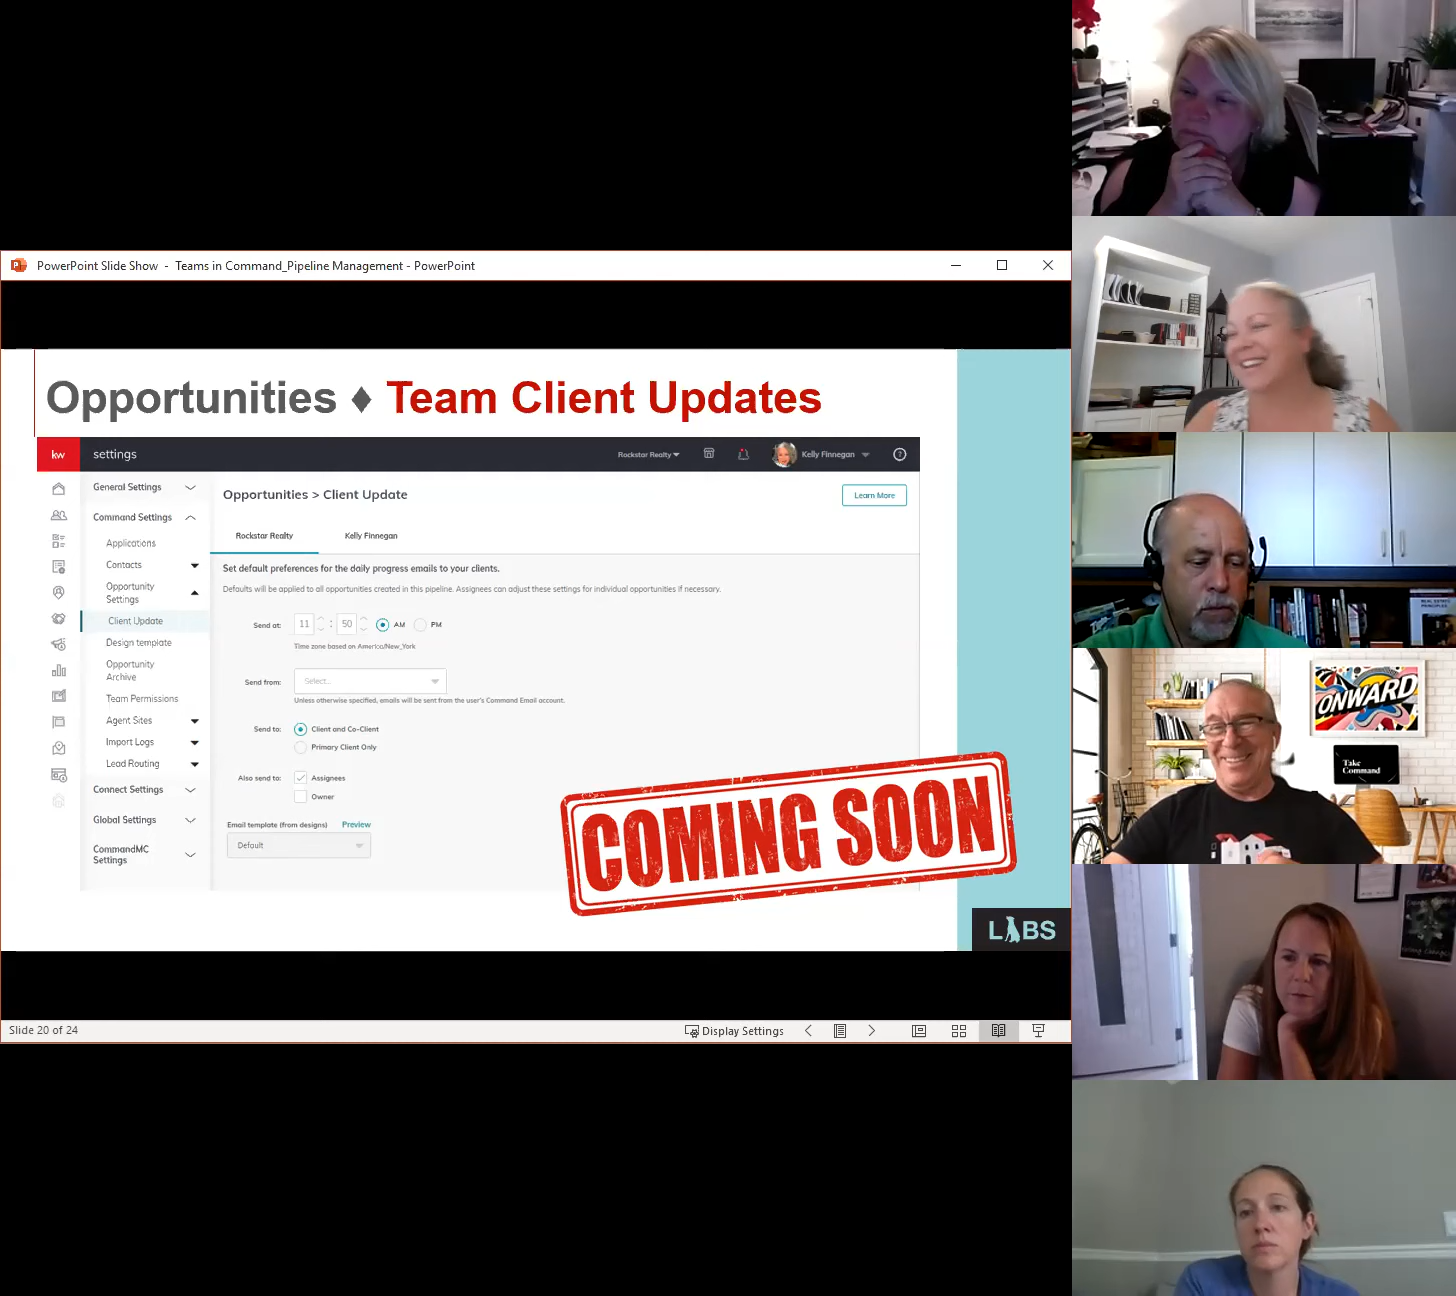 PowerPoint Slide Show - Teams in Command_Pipeline Management - PowerPoint
Opportunities ♦ Team Client Updates
kw
settings
Rockstar Realty
Kelly Finnegan
?
General Settings
Command Settings
Applications
Contacts
Opportunity
Settings
Client Update
Design template
Opportunity
Archive
Team Permissions
Agent Sites
Import Logs
Lead Routing
Connect Settings
Global Settings
CommandMC
Settings
Opportunities > Client Update
Learn More
Rockstar Realty
Kelly Finnegan
Set default preferences for the daily progress emails to your clients.
Defaults will be applied to all opportunities created in this pipeline. Assignees can adjust these settings for individual opportunities if necessary.
Send at: 11 : 50 AM PM
Time zone based on America/New_York
Send from: Select...
Unless otherwise specified, emails will be sent from the user's Command Email account.
Send to: Client and Co-Client
Primary Client Only
Also send to: Assignees
Owner
Email template (from designs) Preview
Default
COMING SOON
LABS
Slide 20 of 24
Display Settings
ONWARD
Take
Command